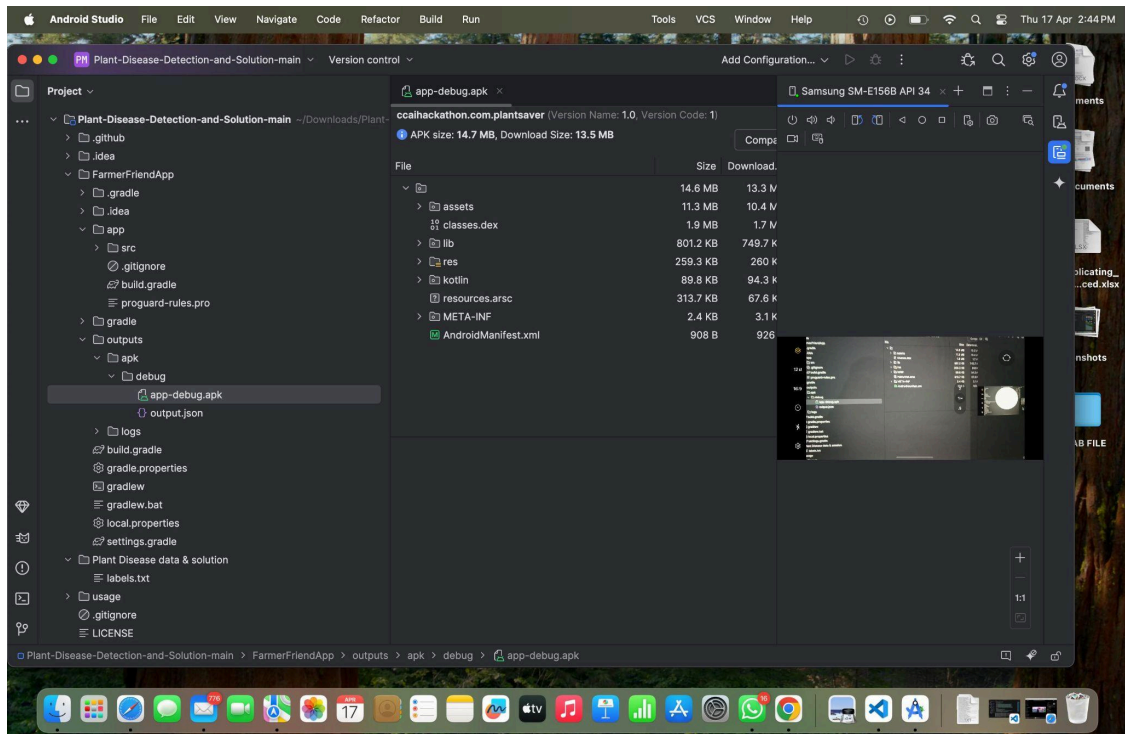 Android Studio File Edit View Navigate Code Refactor Build Run Tools VCS Window Help Thu 17 Apr 2:44 PM
PM Plant-Disease-Detection-and-Solution-main Version control Add Configuration...
Project
Plant-Disease-Detection-and-Solution-main ~/Downloads/Plant-
.github
.idea
FarmerFriendApp
.gradle
.idea
app
src
.gitignore
build.gradle
proguard-rules.pro
gradle
outputs
apk
debug
app-debug.apk
output.json
logs
build.gradle
gradle.properties
gradlew
gradlew.bat
local.properties
settings.gradle
Plant Disease data & solution
labels.txt
usage
.gitignore
LICENSE
app-debug.apk
ccaihackathon.com.plantsaver (Version Name: 1.0, Version Code: 1)
APK size: 14.7 MB, Download Size: 13.5 MB
Compa
File Size Download.
14.6 MB 13.3 M
assets 11.3 MB 10.4 M
classes.dex 1.9 MB 1.7 M
lib 801.2 KB 749.7 K
res 259.3 KB 260 K
kotlin 89.8 KB 94.3 K
resources.arsc 313.7 KB 67.6 K
META-INF 2.4 KB 3.1 K
AndroidManifest.xml 908 B 926
Samsung SM-E156B API 34
1:1
Plant-Disease-Detection-and-Solution-main > FarmerFriendApp > outputs > apk > debug > app-debug.apk
ments
cuments
plicating_
...ced.xlsx
nshots
AB FILE
776
APR
17
tv
16